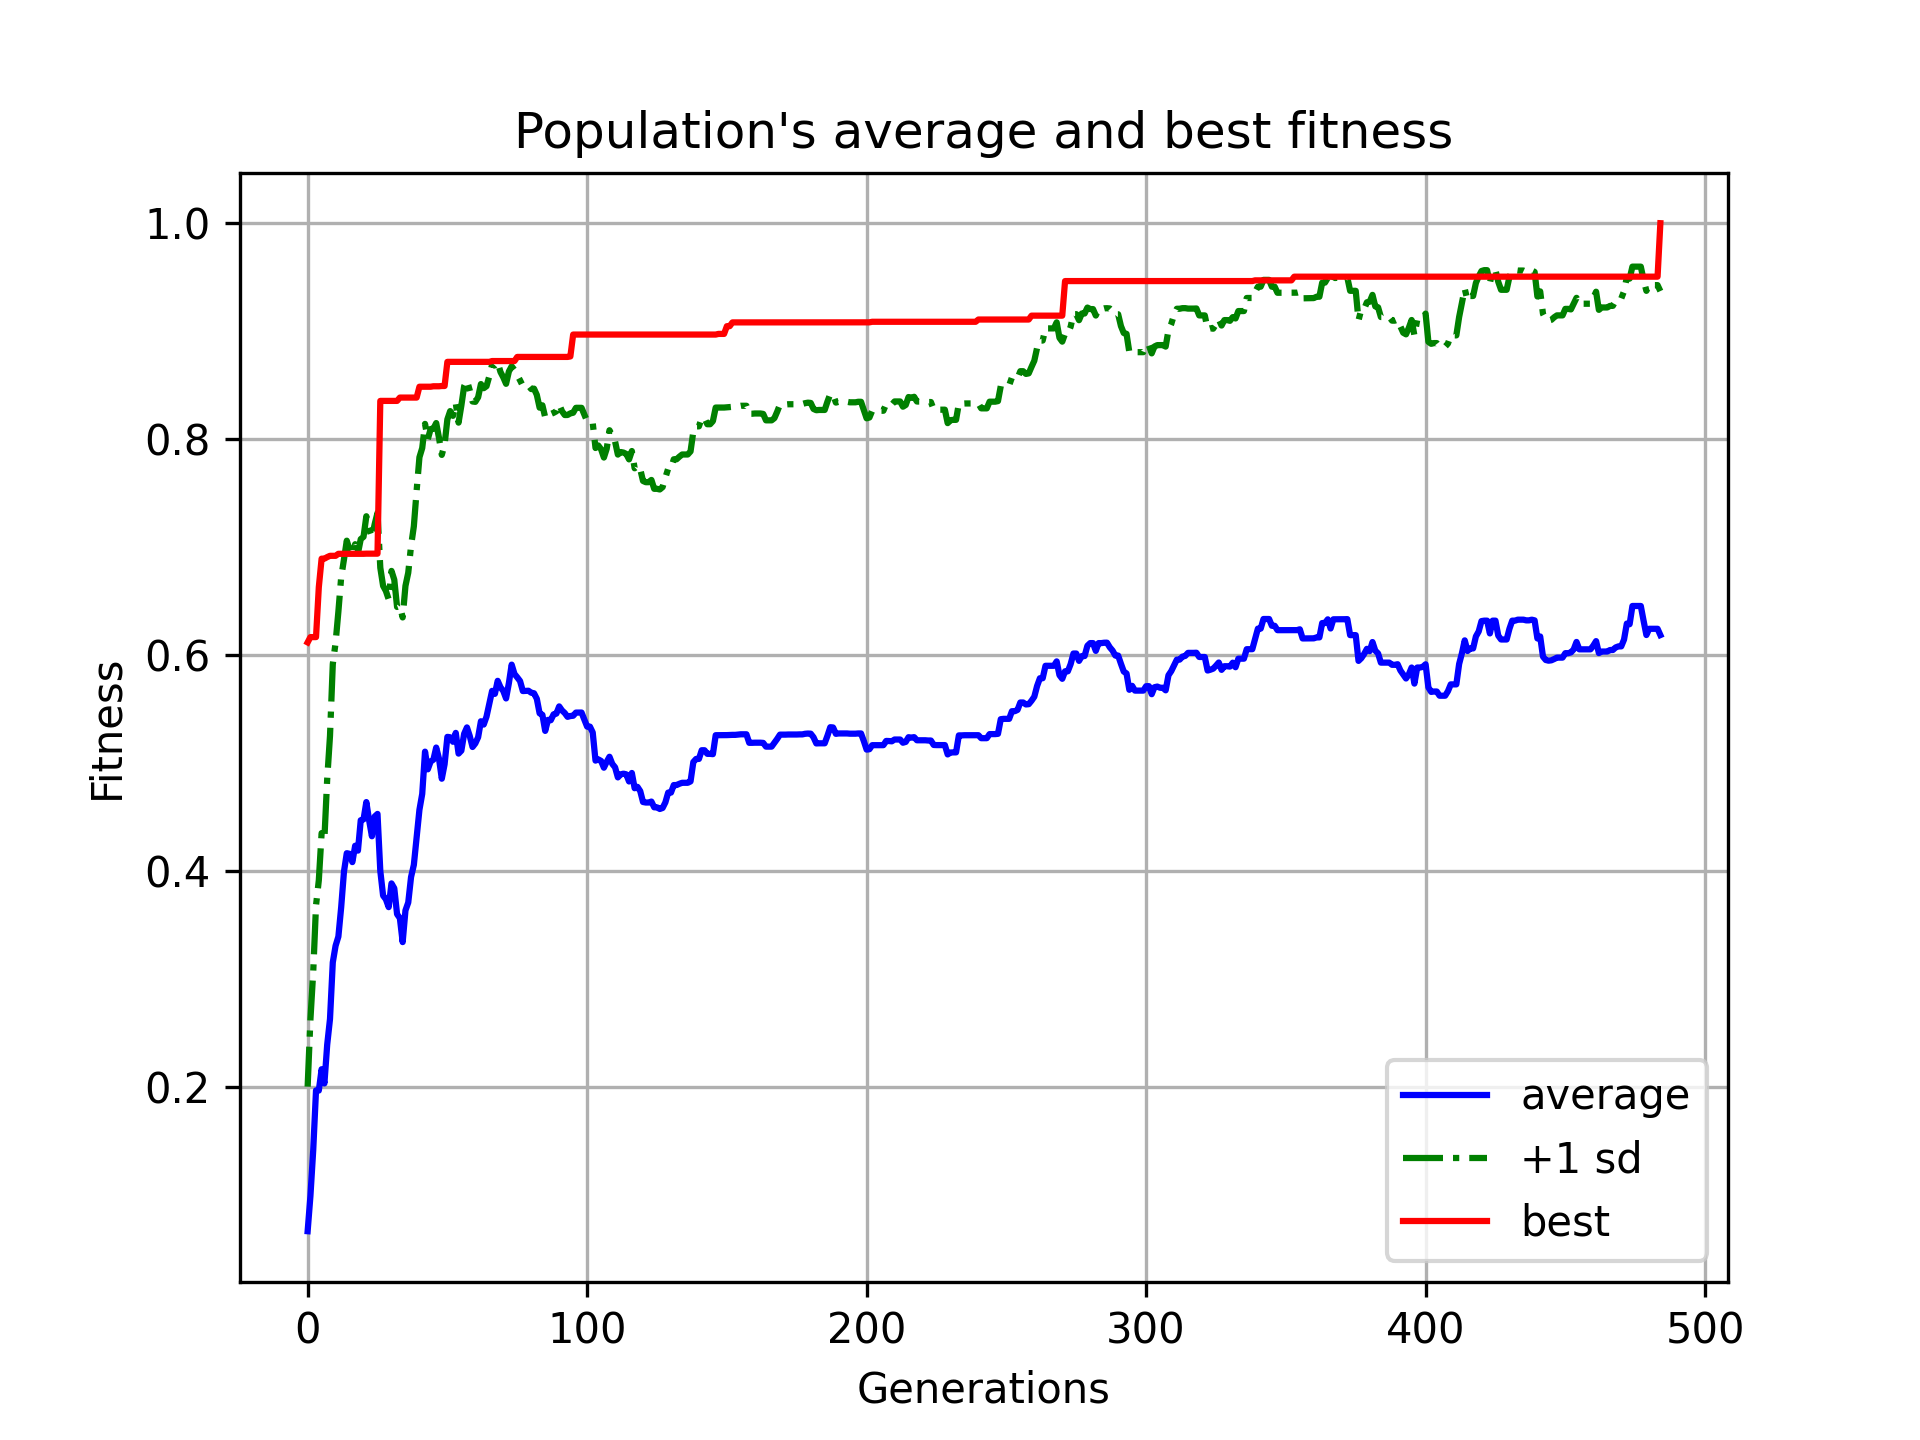 Population's average and best fitness
1.0
0.8
0.6
0.4
0.2
Fitness
0 100 200 300 400 500
Generations
average
+1 sd
best